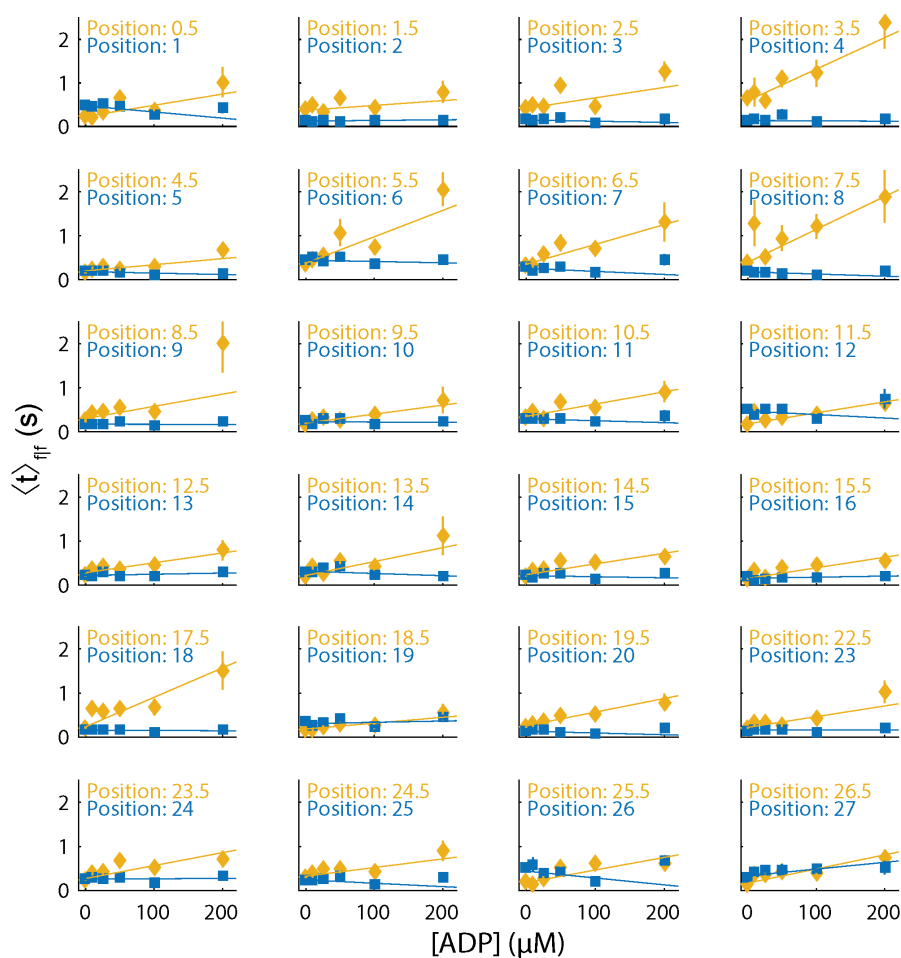 Position: 0.5
Position: 1
Position: 1.5
Position: 2
Position: 2.5
Position: 3
Position: 3.5
Position: 4
2
1
0
Position: 4.5
Position: 5
Position: 5.5
Position: 6
Position: 6.5
Position: 7
Position: 7.5
Position: 8
2
1
0
Position: 8.5
Position: 9
Position: 9.5
Position: 10
Position: 10.5
Position: 11
Position: 11.5
Position: 12
2
1
0
⟨t⟩f|f (s)
Position: 12.5
Position: 13
Position: 13.5
Position: 14
Position: 14.5
Position: 15
Position: 15.5
Position: 16
2
1
0
Position: 17.5
Position: 18
Position: 18.5
Position: 19
Position: 19.5
Position: 20
Position: 22.5
Position: 23
2
1
0
Position: 23.5
Position: 24
Position: 24.5
Position: 25
Position: 25.5
Position: 26
Position: 26.5
Position: 27
2
1
0
0 100 200
0 100 200
0 100 200
0 100 200
[ADP] (μM)